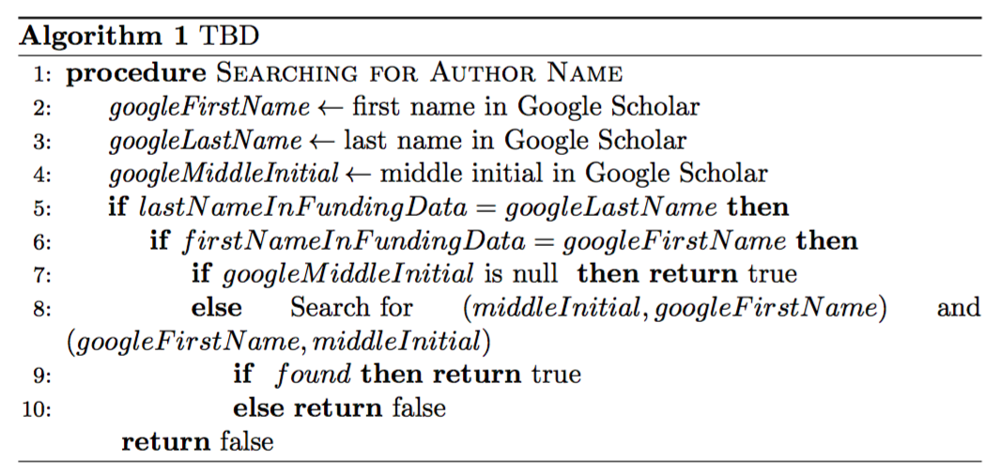 Algorithm 1 TBD
1: procedure Searching for Author Name
2: googleFirstName ← first name in Google Scholar
3: googleLastName ← last name in Google Scholar
4: googleMiddleInitial ← middle initial in Google Scholar
5: if lastNameInFundingData = googleLastName then
6: if firstNameInFundingData = googleFirstName then
7: if googleMiddleInitial is null then return true
8: else Search for (middleInitial, googleFirstName) and
(googleFirstName, middleInitial)
9: if found then return true
10: else return false
return false